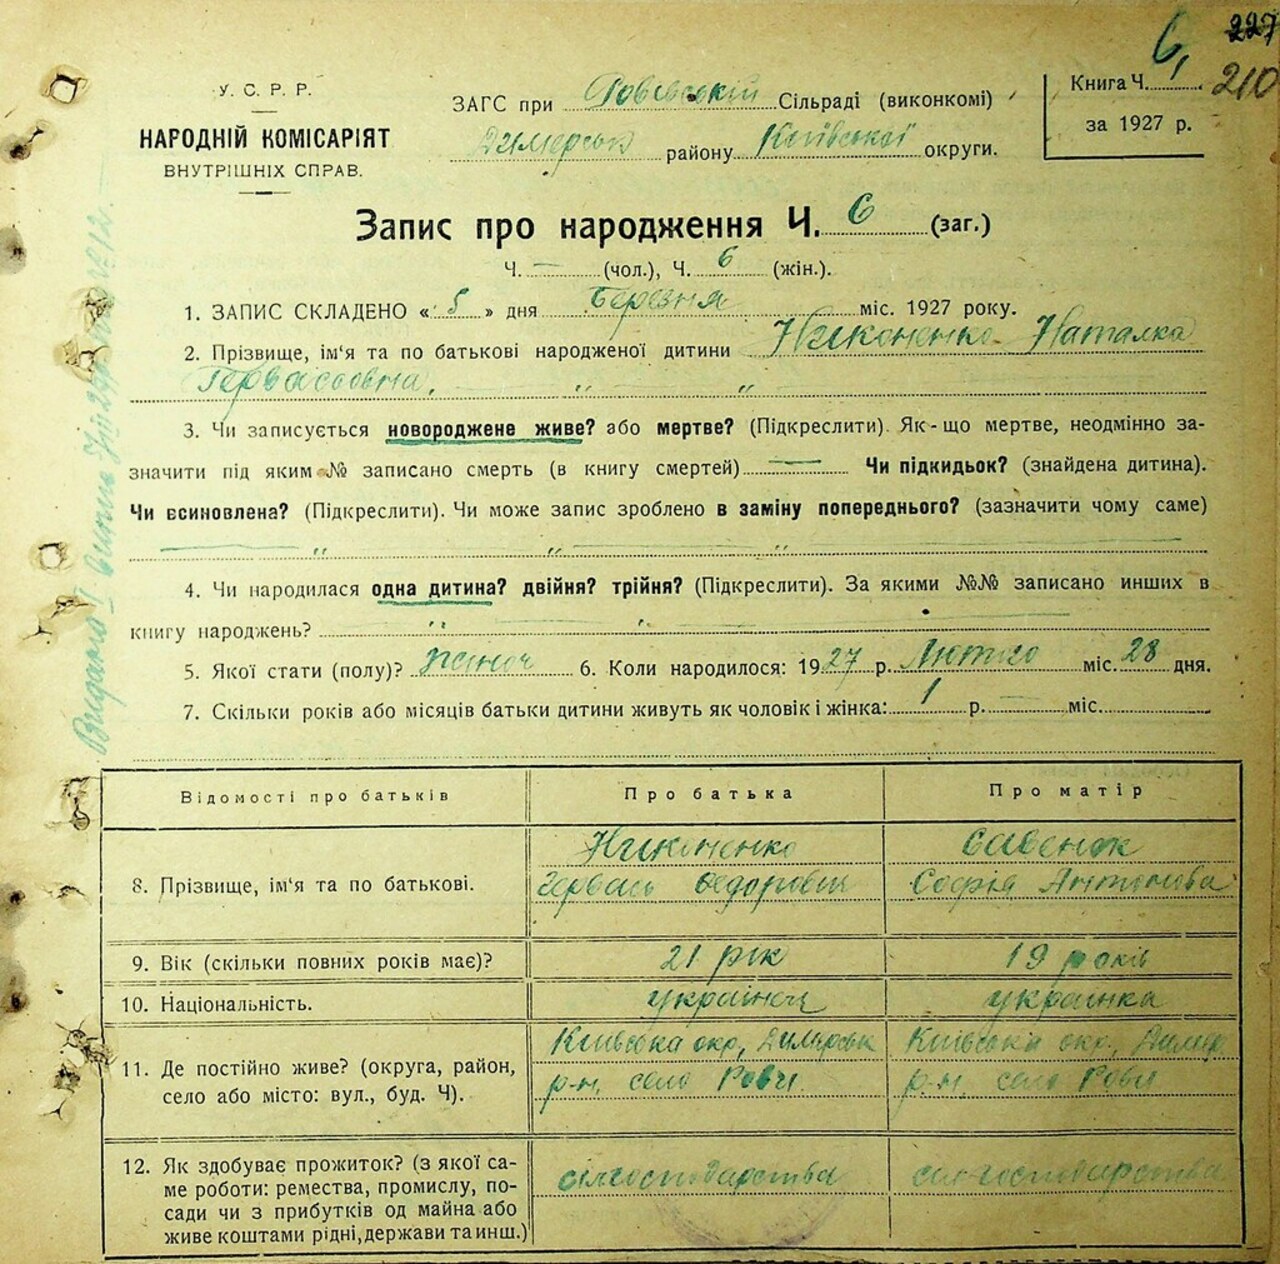 227
6,
210
У. С. Р. Р.
НАРОДНІЙ КОМІСАРІЯТ
ВНУТРІШНІХ СПРАВ.
ЗАГС при Ровівській Сільраді (виконкомі)
Димерськ району Київської округи.
Книга Ч.
за 1927 р.
Запис про народження Ч. 6 (заг.)
Ч. — (чол.), Ч. 6 (жін.).
1. ЗАПИС СКЛАДЕНО « 5 » дня Березня міс. 1927 року.
2. Прізвище, ім'я та по батькові народженої дитини Никоненко Наталка
Гервасьовна.
3. Чи записується новороджене живе? або мертве? (Підкреслити). Як-що мертве, неодмінно за-
значити під яким № записано смерть (в книгу смертей) — Чи підкидьок? (знайдена дитина).
Чи всиновлена? (Підкреслити). Чи може запис зроблено в заміну попереднього? (зазначити чому саме)
— " — " — " —
4. Чи народилася одна дитина? двійня? трійня? (Підкреслити). За якими №№ записано инших в
книгу народжень? " — " —
5. Якої стати (полу)? жіноч 6. Коли народилося: 1927 р. Лютого міс. 28 дня.
7. Скільки років або місяців батьки дитини живуть як чоловік і жінка: 1 р. — міс.
Відомості про батьків Про батька Про матір
8. Прізвище, ім'я та по батькові.
Никоненко
Герваси Федорович
Савенок
Софія Антонова
9. Вік (скільки повних років має)? 21 рік 19 років
10. Національність. українец українка
11. Де постійно живе? (округа, район,
село або місто: вул., буд. Ч).
Київська окр, Димерськ
р-н, село Рови
Київська окр, Димер
р-н, село Рови
12. Як здобуває прожиток? (з якої са-
ме роботи: ремества, промислу, по-
сади чи з прибутків од майна або
живе коштами рідні, держави та инш.)
сілгосподарства
сілгосподарства